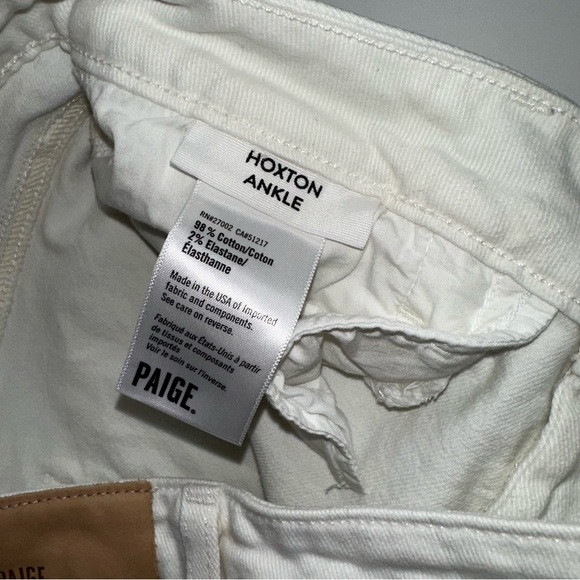 HOXTON
ANKLE
RN#27002 CA#51217
98% Cotton/Coton
2% Elastane/
Élasthanne
Made in the USA of Imported
fabric and components.
See care on reverse.
Fabriqué aux États-Unis à partir
de tissus et composants
importés
Voir le soin sur l'inverse.
PAIGE.
PAIGE